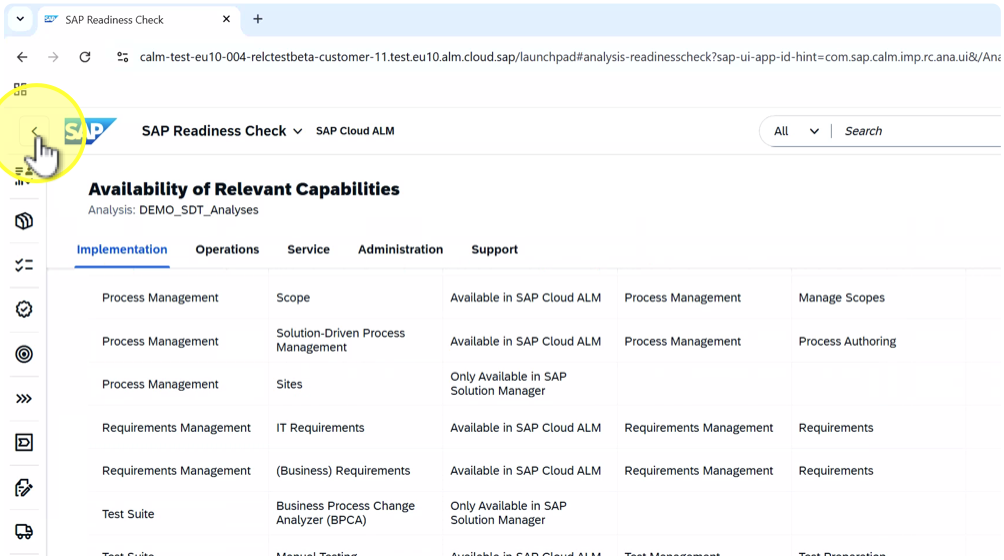 SAP Readiness Check
calm-test-eu10-004-relctestbeta-customer-11.test.eu10.alm.cloud.sap/launchpad#analysis-readinesscheck?sap-ui-app-id-hint=com.sap.calm.imp.rc.ana.ui&/Ana
SAP SAP Readiness Check SAP Cloud ALM All Search
Availability of Relevant Capabilities
Analysis: DEMO_SDT_Analyses
Implementation Operations Service Administration Support
Process Management Scope Available in SAP Cloud ALM Process Management Manage Scopes
Process Management Solution-Driven Process Management Available in SAP Cloud ALM Process Management Process Authoring
Process Management Sites Only Available in SAP Solution Manager
Requirements Management IT Requirements Available in SAP Cloud ALM Requirements Management Requirements
Requirements Management (Business) Requirements Available in SAP Cloud ALM Requirements Management Requirements
Test Suite Business Process Change Analyzer (BPCA) Only Available in SAP Solution Manager
Test Suite Manual Testing Available in SAP Cloud ALM Test Management Test Preparation